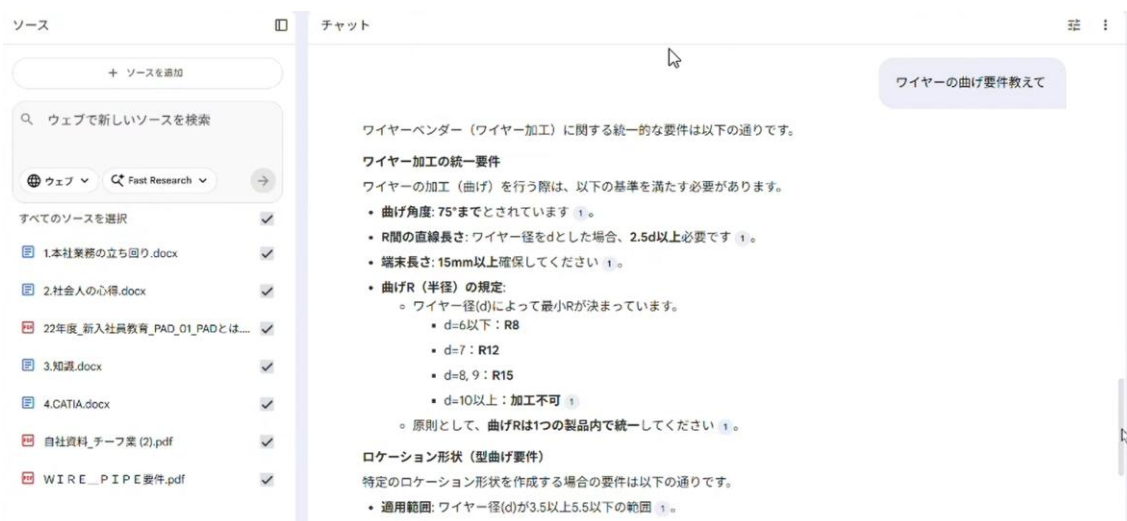 ソース
+ ソースを追加
ウェブで新しいソースを検索
ウェブ
Fast Research
すべてのソースを選択
1.本社業務の立ち回り.docx
2.社会人の心得.docx
22年度_新入社員教育_PAD_01_PADとは....
3.知識.docx
4.CATIA.docx
自社資料_チーフ業 (2).pdf
ＷＩＲＥ＿ＰＩＰＥ要件.pdf
チャット
ワイヤーの曲げ要件教えて
ワイヤーベンダー（ワイヤー加工）に関する統一的な要件は以下の通りです。
ワイヤー加工の統一要件
ワイヤーの加工（曲げ）を行う際は、以下の基準を満たす必要があります。
• 曲げ角度: 75°までとされています 1 。
• R間の直線長さ: ワイヤー径をdとした場合、2.5d以上必要です 1 。
• 端末長さ: 15mm以上確保してください 1 。
• 曲げR（半径）の規定:
◦ ワイヤー径(d)によって最小Rが決まっています。
▪ d=6以下：R8
▪ d=7：R12
▪ d=8, 9：R15
▪ d=10以上：加工不可 1
◦ 原則として、曲げRは1つの製品内で統一してください 1 。
ロケーション形状（型曲げ要件）
特定のロケーション形状を作成する場合の要件は以下の通りです。
• 適用範囲: ワイヤー径(d)が3.5以上5.5以下の範囲 1 。